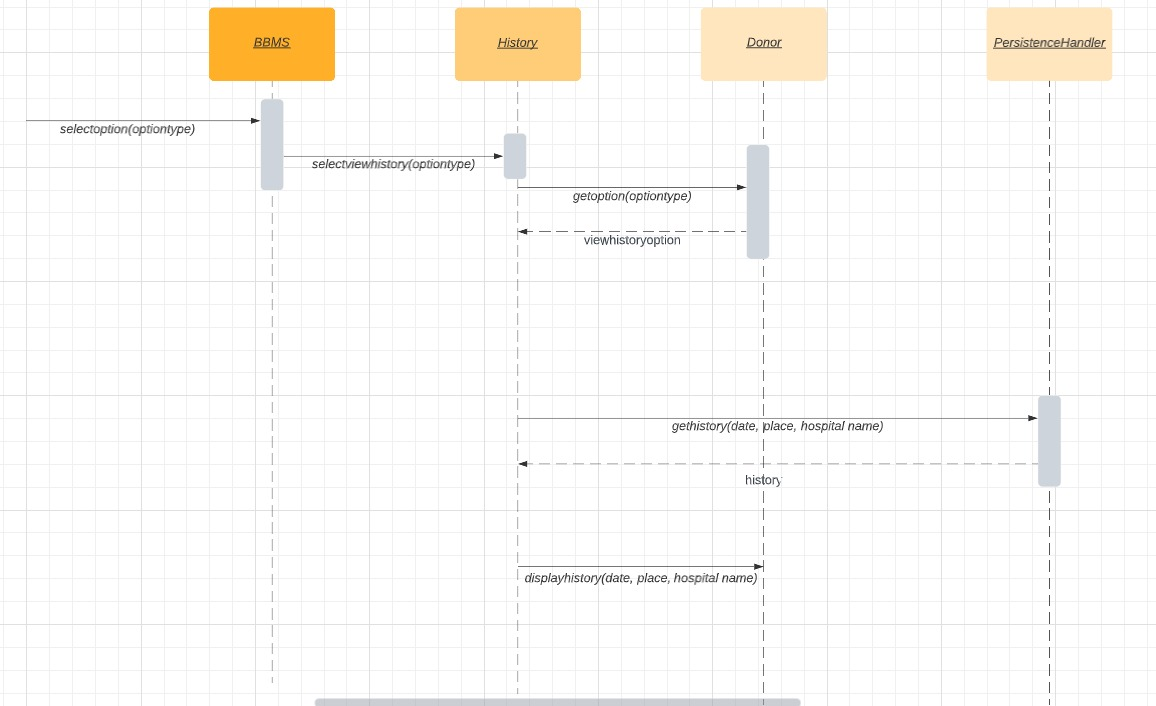 BBMS
History
Donor
PersistenceHandler
selectoption(optiontype)
selectviewhistory(optiontype)
getoption(optiontype)
viewhistoryoption
gethistory(date, place, hospital name)
history
displayhistory(date, place, hospital name)